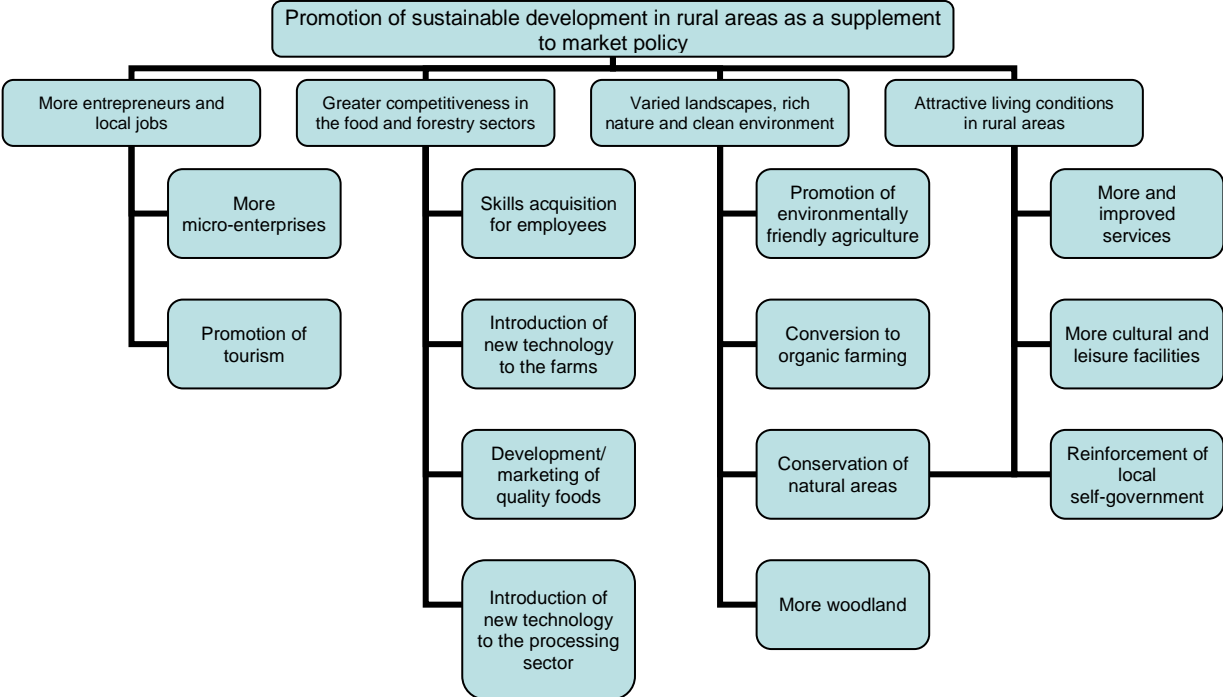 Promotion of sustainable development in rural areas as a supplement
to market policy
More entrepreneurs and
local jobs
Greater competitiveness in
the food and forestry sectors
Varied landscapes, rich
nature and clean environment
Attractive living conditions
in rural areas
More
micro-enterprises
Promotion of
tourism
Skills acquisition
for employees
Introduction of
new technology
to the farms
Development/
marketing of
quality foods
Introduction of
new technology
to the processing
sector
Promotion of
environmentally
friendly agriculture
Conversion to
organic farming
Conservation of
natural areas
More woodland
More and
improved
services
More cultural and
leisure facilities
Reinforcement of
local
self-government